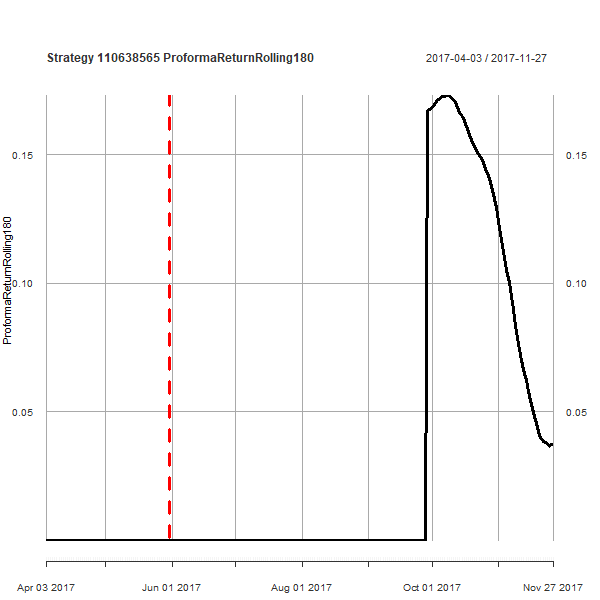 Strategy 110638565 ProformaReturnRolling180
2017-04-03 / 2017-11-27
ProformaReturnRolling180
0.15
0.15
0.10
0.10
0.05
0.05
Apr 03 2017
Jun 01 2017
Aug 01 2017
Oct 01 2017
Nov 27 2017